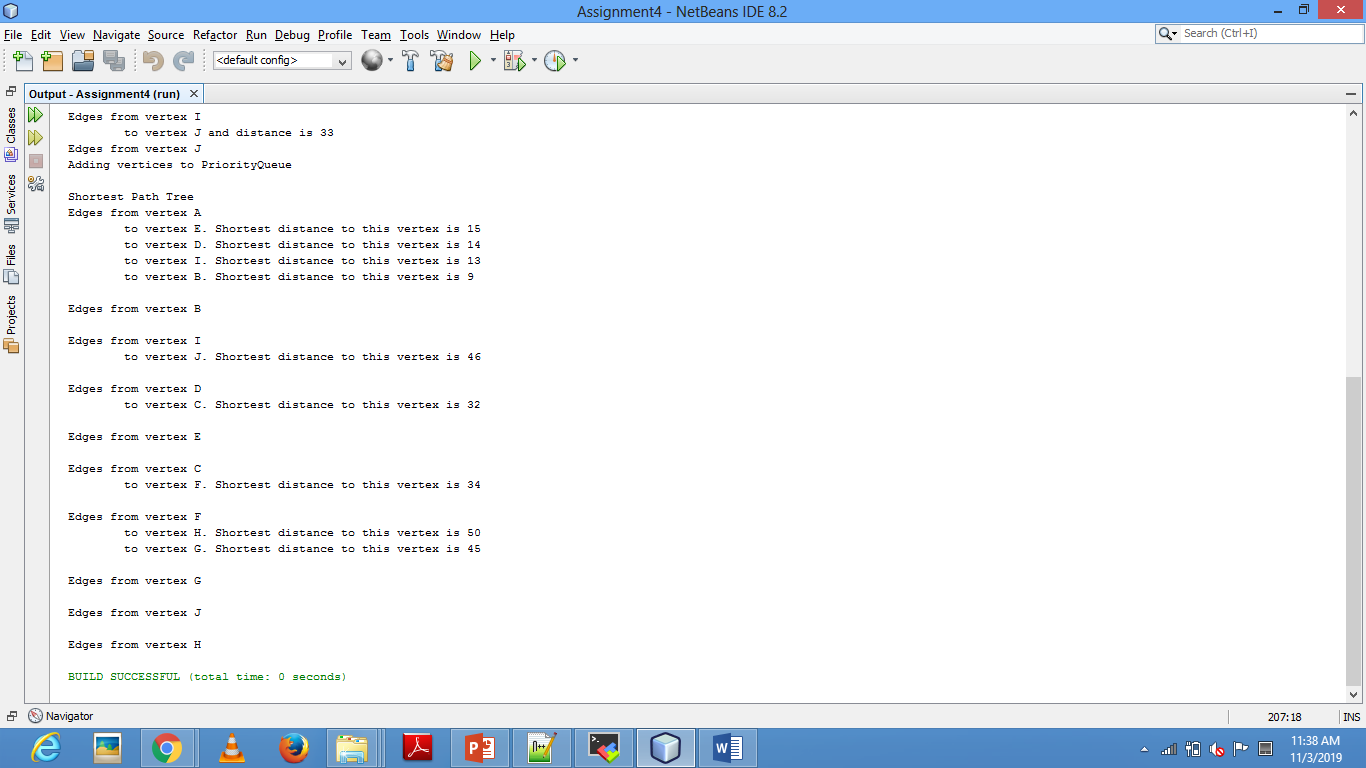 Assignment4 - NetBeans IDE 8.2
File Edit View Navigate Source Refactor Run Debug Profile Team Tools Window Help
Search (Ctrl+I)
<default config>
Output - Assignment4 (run)
Classes
Services
Files
Projects
Edges from vertex I
to vertex J and distance is 33
Edges from vertex J
Adding vertices to PriorityQueue
Shortest Path Tree
Edges from vertex A
to vertex E. Shortest distance to this vertex is 15
to vertex D. Shortest distance to this vertex is 14
to vertex I. Shortest distance to this vertex is 13
to vertex B. Shortest distance to this vertex is 9
Edges from vertex B
Edges from vertex I
to vertex J. Shortest distance to this vertex is 46
Edges from vertex D
to vertex C. Shortest distance to this vertex is 32
Edges from vertex E
Edges from vertex C
to vertex F. Shortest distance to this vertex is 34
Edges from vertex F
to vertex H. Shortest distance to this vertex is 50
to vertex G. Shortest distance to this vertex is 45
Edges from vertex G
Edges from vertex J
Edges from vertex H
BUILD SUCCESSFUL (total time: 0 seconds)
Navigator
207:18
INS
11:38 AM
11/3/2019